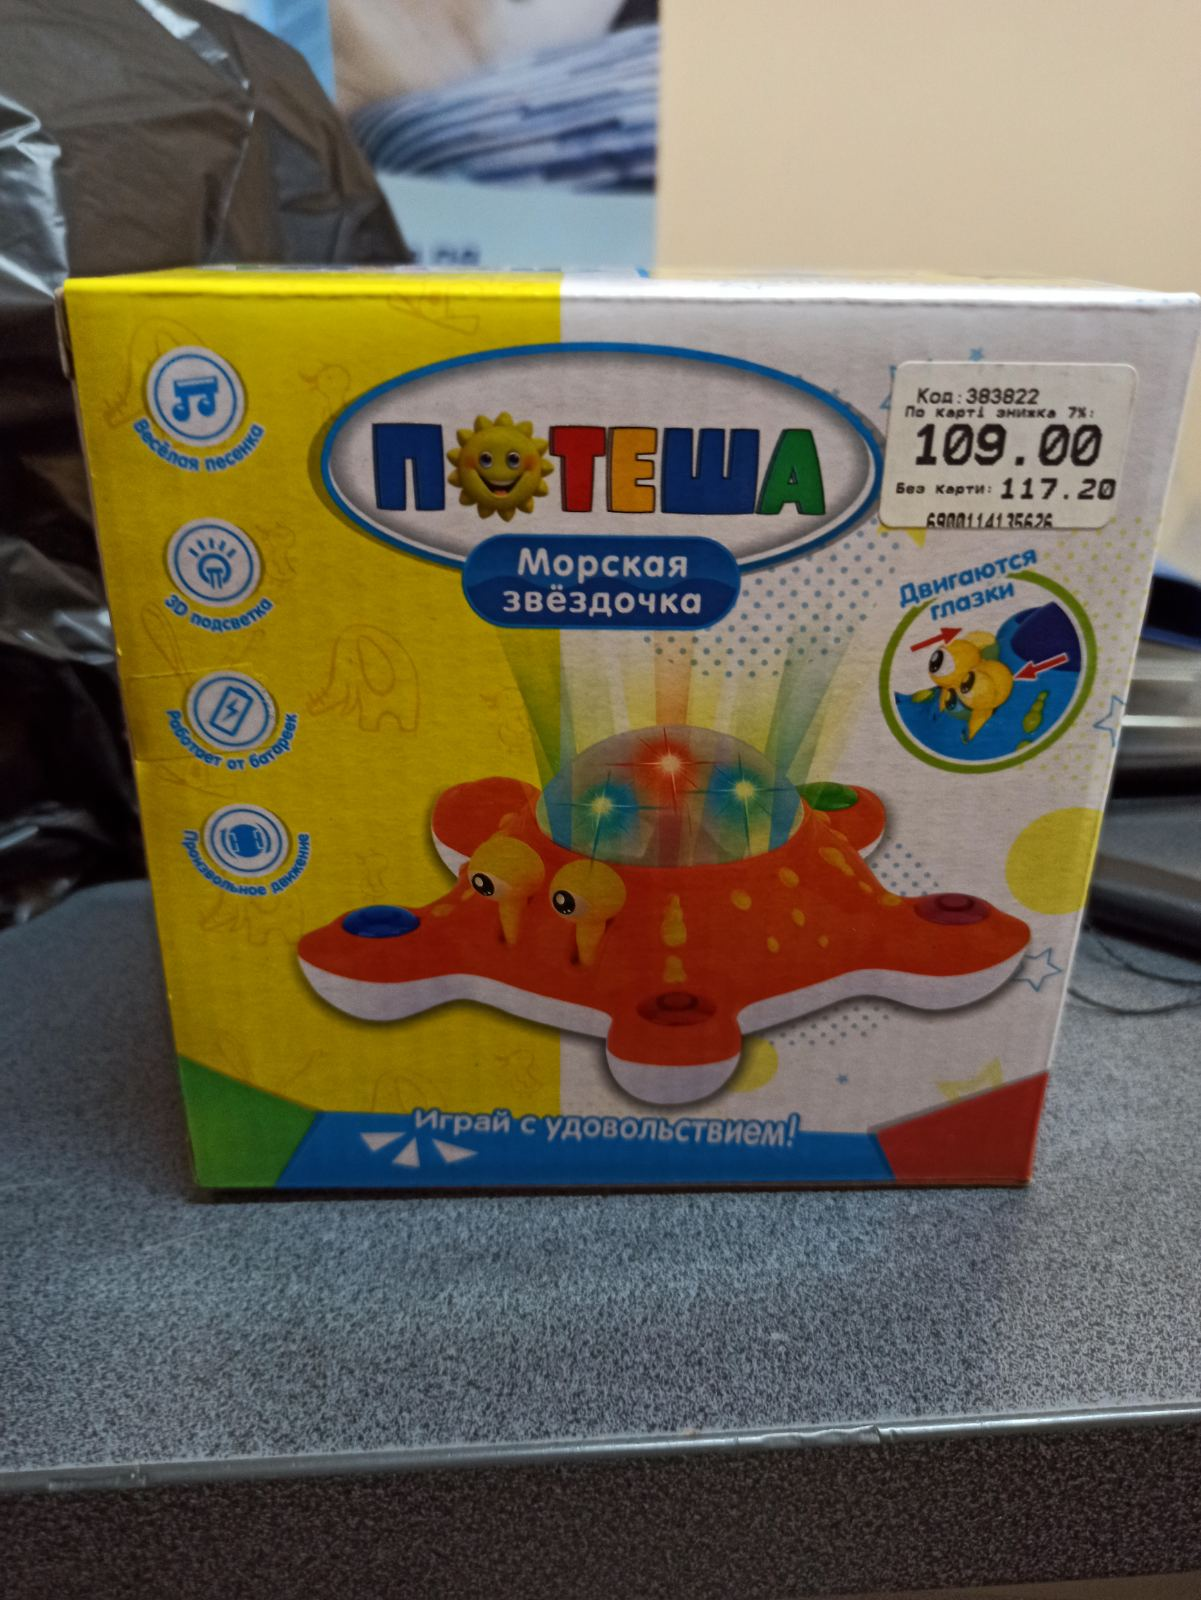 Весёлая песенка
3D подсветка
Работает от батареек
Произвольное движение
ПОТЕША
Морская
звёздочка
Код:383822
По картi знижка 7%:
109.00
Без карти: 117.20
6900114135626
Двигаются
глазки
Играй с удовольствием!